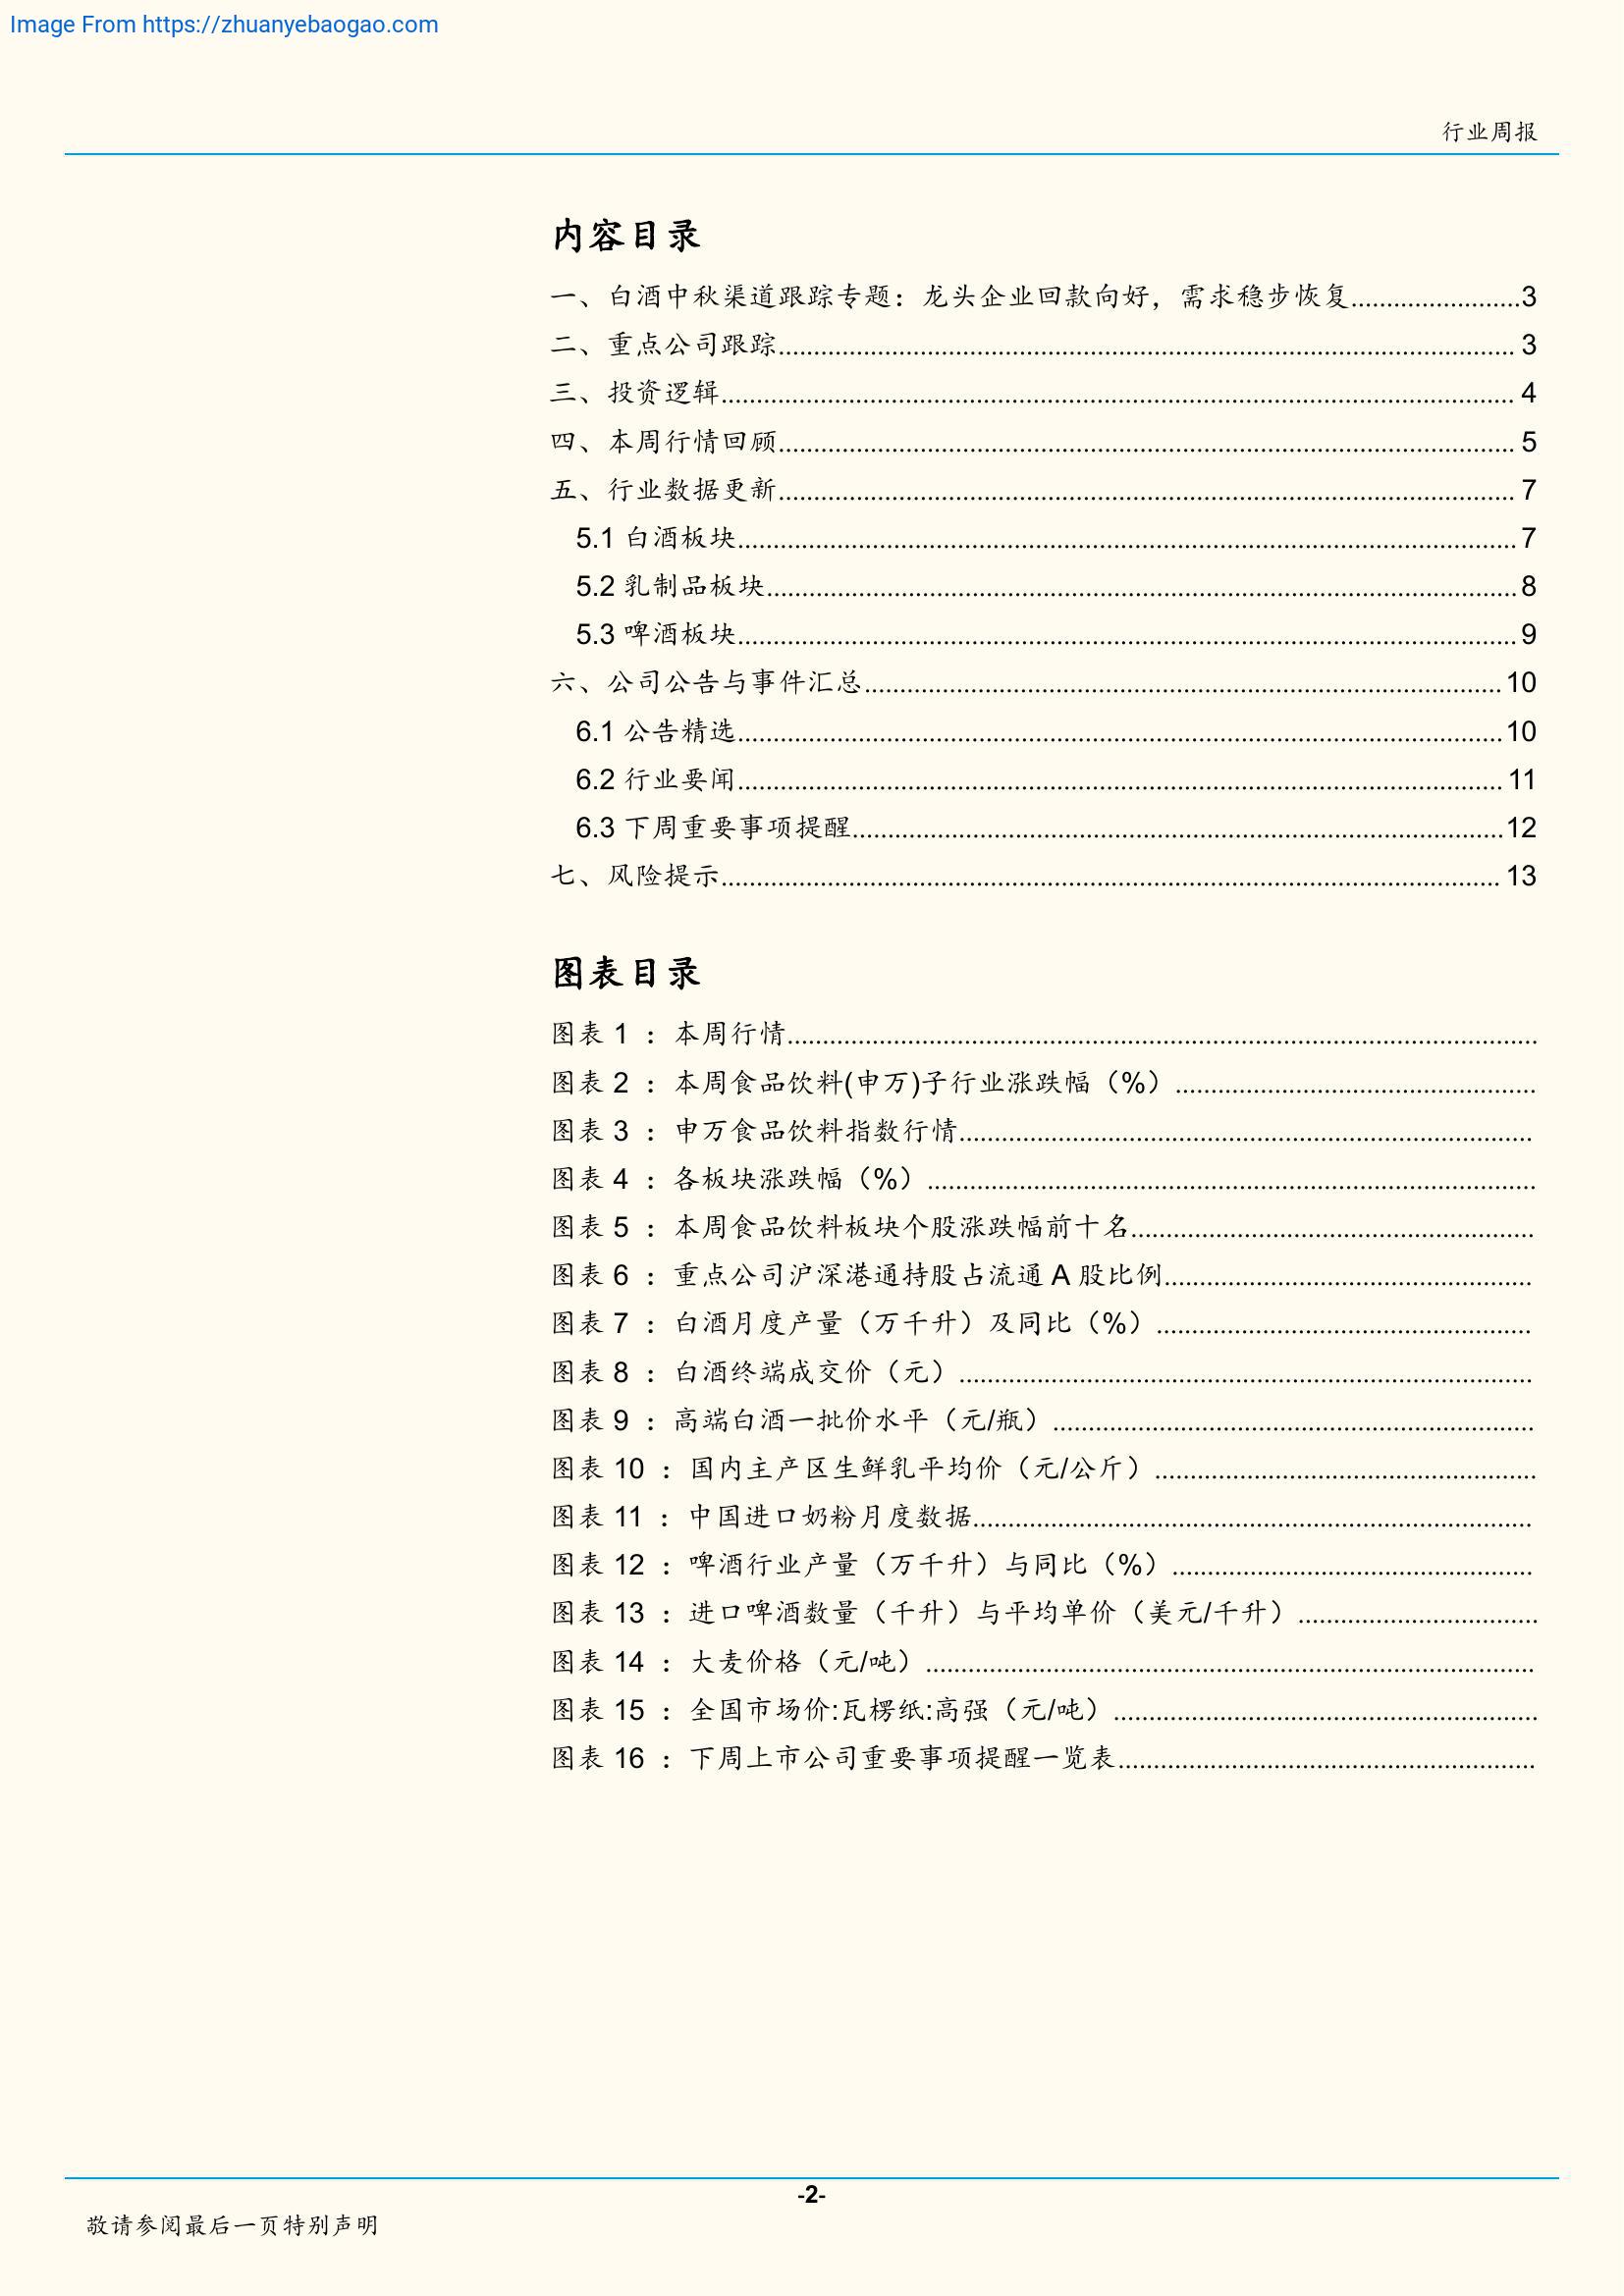 Image From https://zhuanyebaogao.com
行业周报
内容目录
一、白酒中秋渠道跟踪专题：龙头企业回款向好，需求稳步恢复........................3
二、重点公司跟踪........................ 3
三、投资逻辑........................ 4
四、本周行情回顾........................ 5
五、行业数据更新........................ 7
5.1 白酒板块........................ 7
5.2 乳制品板块........................ 8
5.3 啤酒板块........................ 9
六、公司公告与事件汇总........................ 10
6.1 公告精选........................ 10
6.2 行业要闻........................ 11
6.3 下周重要事项提醒........................ 12
七、风险提示........................ 13
图表目录
图表 1 ：本周行情........................
图表 2 ：本周食品饮料(申万)子行业涨跌幅（%）........................
图表 3 ：申万食品饮料指数行情........................
图表 4 ：各板块涨跌幅（%）........................
图表 5 ：本周食品饮料板块个股涨跌幅前十名........................
图表 6 ：重点公司沪深港通持股占流通 A 股比例........................
图表 7 ：白酒月度产量（万千升）及同比（%）........................
图表 8 ：白酒终端成交价（元）........................
图表 9 ：高端白酒一批价水平（元/瓶）........................
图表 10 ：国内主产区生鲜乳平均价（元/公斤）........................
图表 11 ：中国进口奶粉月度数据........................
图表 12 ：啤酒行业产量（万千升）与同比（%）........................
图表 13 ：进口啤酒数量（千升）与平均单价（美元/千升）........................
图表 14 ：大麦价格（元/吨）........................
图表 15 ：全国市场价:瓦楞纸:高强（元/吨）........................
图表 16 ：下周上市公司重要事项提醒一览表........................
-2-
敬请参阅最后一页特别声明